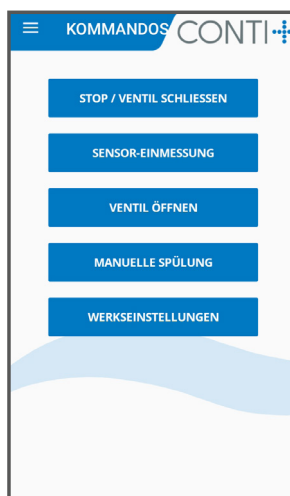 KOMMANDOS CONTI+
STOP / VENTIL SCHLIESSEN
SENSOR-EINMESSUNG
VENTIL ÖFFNEN
MANUELLE SPÜLUNG
WERKSEINSTELLUNGEN